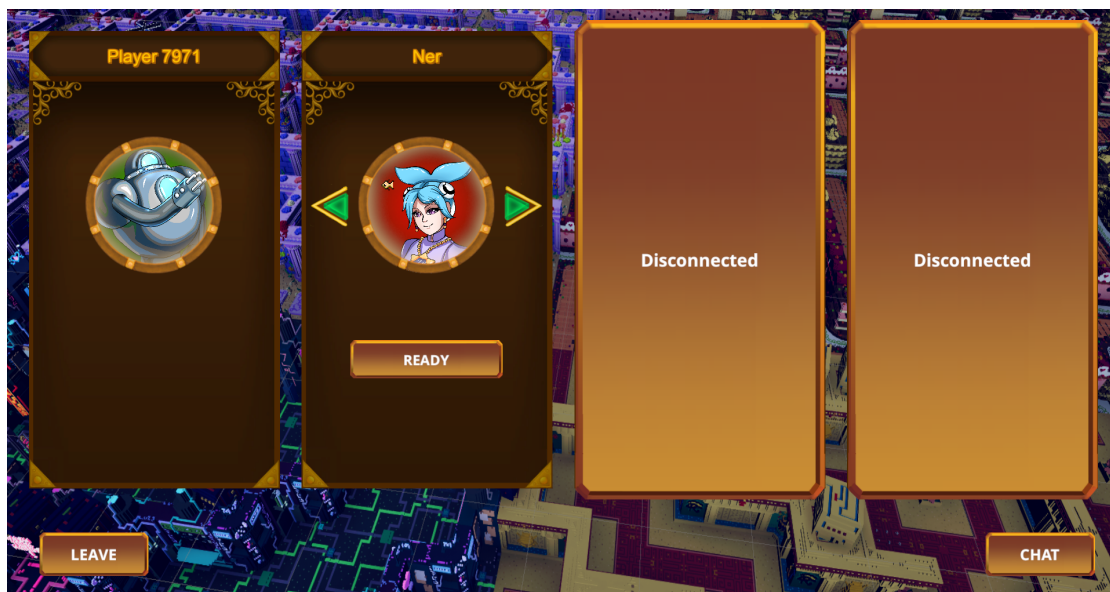 Player 7971
Ner
Disconnected
Disconnected
READY
LEAVE
CHAT